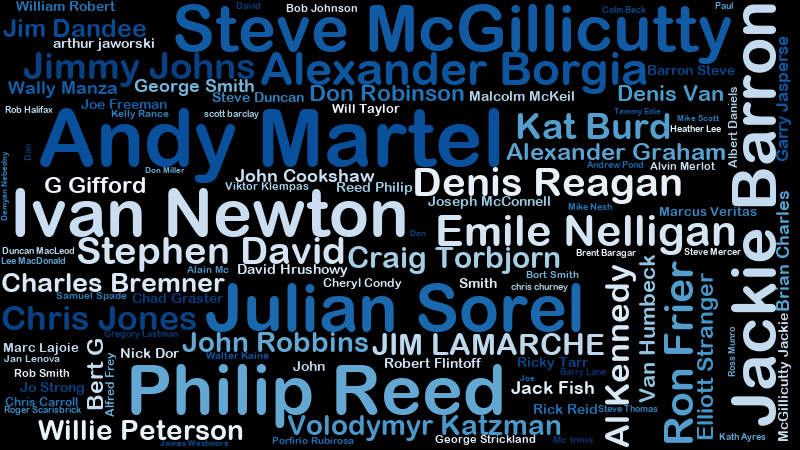 William Robert
David
Bob Johnson
Colin Beck
Paul
Jim Dandee
Steve McGillicutty
arthur jaworski
Jimmy Johns
Alexander Borgia
Barron Steve
Wally Manza
George Smith
Steve Duncan
Don Robinson
Malcolm McKeil
Denis Van
Joe Freeman
Rob Halifax
Kelly Rance
scott barclay
Will Taylor
Tammy Edie
Mike Scott
Heather Lee
Albert Daniels
Garry Jasperse
Jackie Barron
Andy Martel
Kat Burd
Dan
Alexander Graham
Andrew Pond
Alvin Merlot
Demyan Nebedny
Don Miller
G Gifford
John Cookshaw
Viktor Klempas
Reed Philip
Denis Reagan
Joseph McConnell
Mike Nesh
Marcus Veritas
Ivan Newton
Don
Emile Nelligan
Brian Charles
Duncan MacLeod
Lee MacDonald
Stephen David
Craig Torbjorn
Brent Baragar
Steve Mercer
Alain Mc
David Hrushowy
Bort Smith
Charles Bremner
Cheryl Condy
Smith
chris churney
Samuel Spade
Chad Graster
Julian Sorel
Al Kennedy
Van Humbeck
Ron Frier
Elliott Stranger
Chris Jones
Gregory Lastman
Marc Lajoie
Jan Lenova
Nick Dor
John Robbins
JIM LAMARCHE
Walter Kaine
Rob Smith
Bert G
Alfred Frey
John
Robert Flintoff
Ricky Tarr
Barry Lane
Ross Munro
McGillicutty Jackie
Jo Strong
Chris Carroll
Roger Scarisbrick
Philip Reed
Joe
Jack Fish
Rick Reid
Steve Thomas
Willie Peterson
Volodymyr Katzman
James Westmore
Porfirio Rubirosa
George Strickland
Mc Innis
Kath Ayres